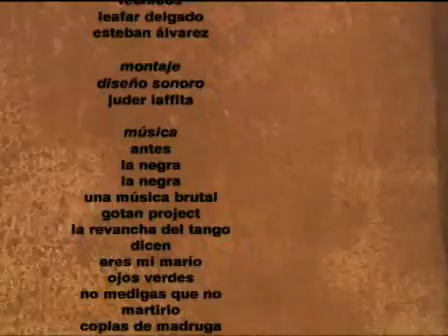 técnicos
leafar delgado
esteban álvarez
montaje
diseño sonoro
juder laffita
música
antes
la negra
la negra
una música brutal
gotan project
la revancha del tango
dicen
eres mi mario
ojos verdes
no medigas que no
martirio
coplas de madruga